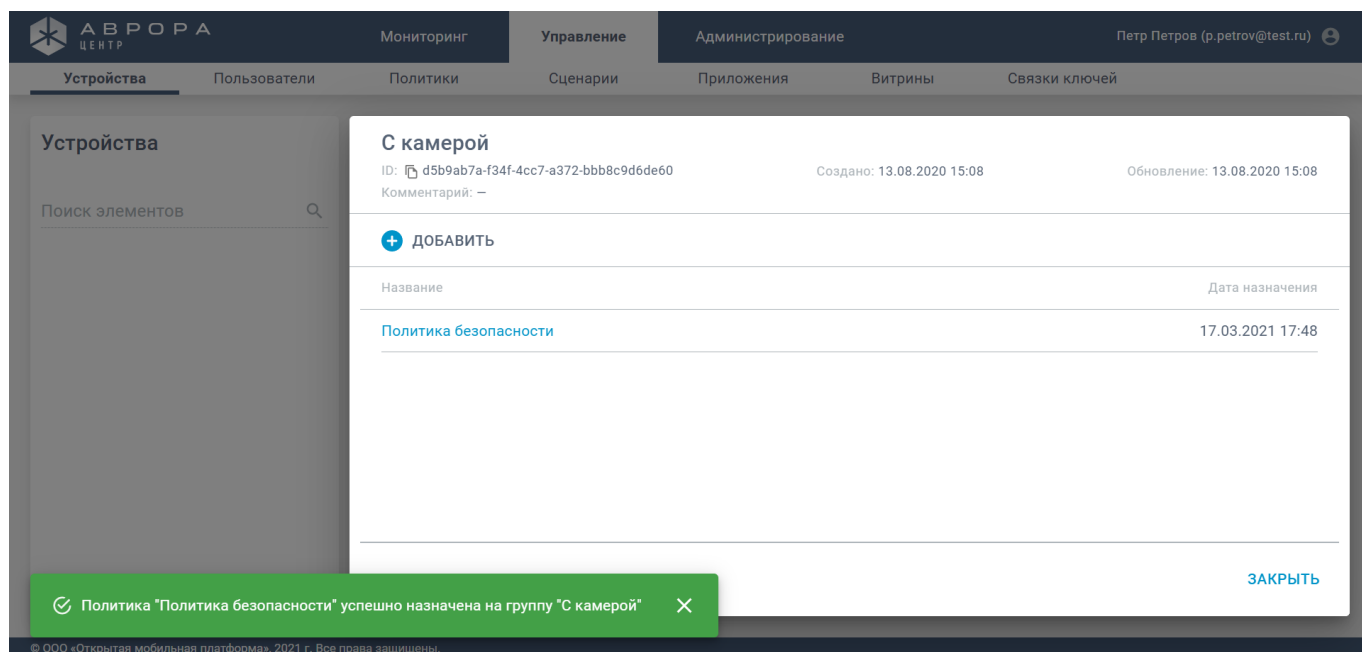 АВРОРА
ЦЕНТР
Мониторинг Управление Администрирование Петр Петров (p.petrov@test.ru)
Устройства Пользователи Политики Сценарии Приложения Витрины Связки ключей
Устройства
Поиск элементов
С камерой
ID: d5b9ab7a-f34f-4cc7-a372-bbb8c9d6de60 Создано: 13.08.2020 15:08 Обновление: 13.08.2020 15:08
Комментарий: —
ДОБАВИТЬ
Название Дата назначения
Политика безопасности 17.03.2021 17:48
ЗАКРЫТЬ
Политика "Политика безопасности" успешно назначена на группу "С камерой"
© ООО «Открытая мобильная платформа», 2021 г. Все права защищены.